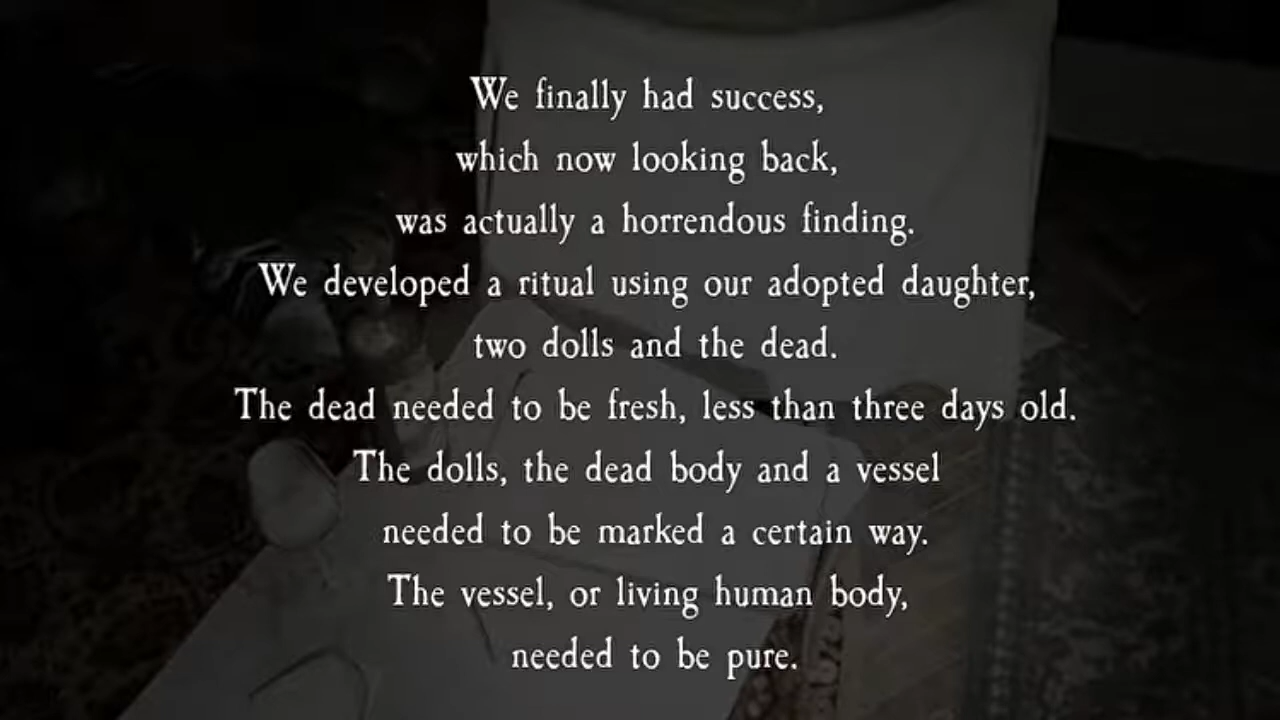 We finally had success,
which now looking back,
was actually a horrendous finding.
We developed a ritual using our adopted daughter,
two dolls and the dead.
The dead needed to be fresh, less than three days old.
The dolls, the dead body and a vessel
needed to be marked a certain way.
The vessel, or living human body,
needed to be pure.